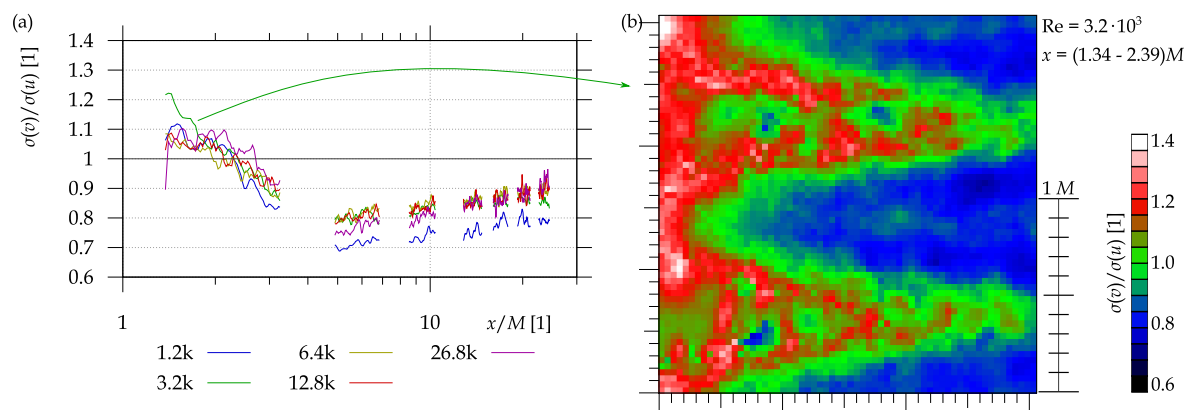 (a)
σ(v)/σ(u) [1]
1.4
1.3
1.2
1.1
1
0.9
0.8
0.7
0.6
1
10
x/M [1]
1.2k
6.4k
26.8k
3.2k
12.8k
(b)
Re = 3.2·10³
x = (1.34 - 2.39)M
1 M
σ(v)/σ(u) [1]
1.4
1.2
1.0
0.8
0.6